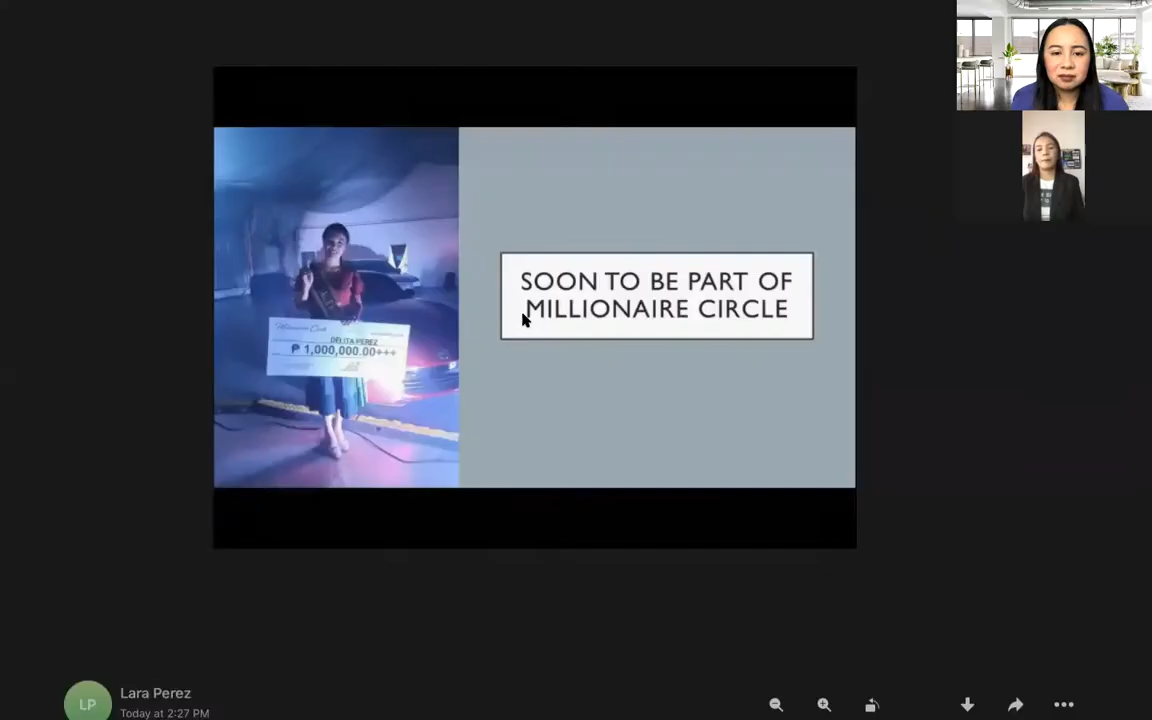 SOON TO BE PART OF
MILLIONAIRE CIRCLE
DELITA PEREZ
₱ 1,000,000.00+++
LP
Lara Perez
Today at 2:27 PM